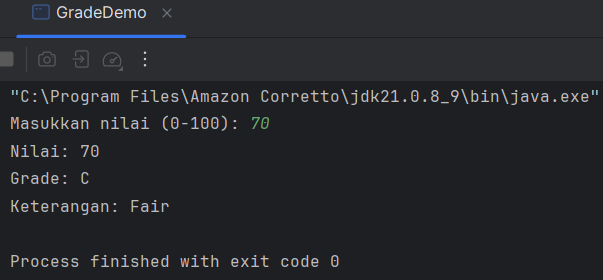 GradeDemo
"C:\Program Files\Amazon Corretto\jdk21.0.8_9\bin\java.exe"
Masukkan nilai (0-100): 70
Nilai: 70
Grade: C
Keterangan: Fair
Process finished with exit code 0